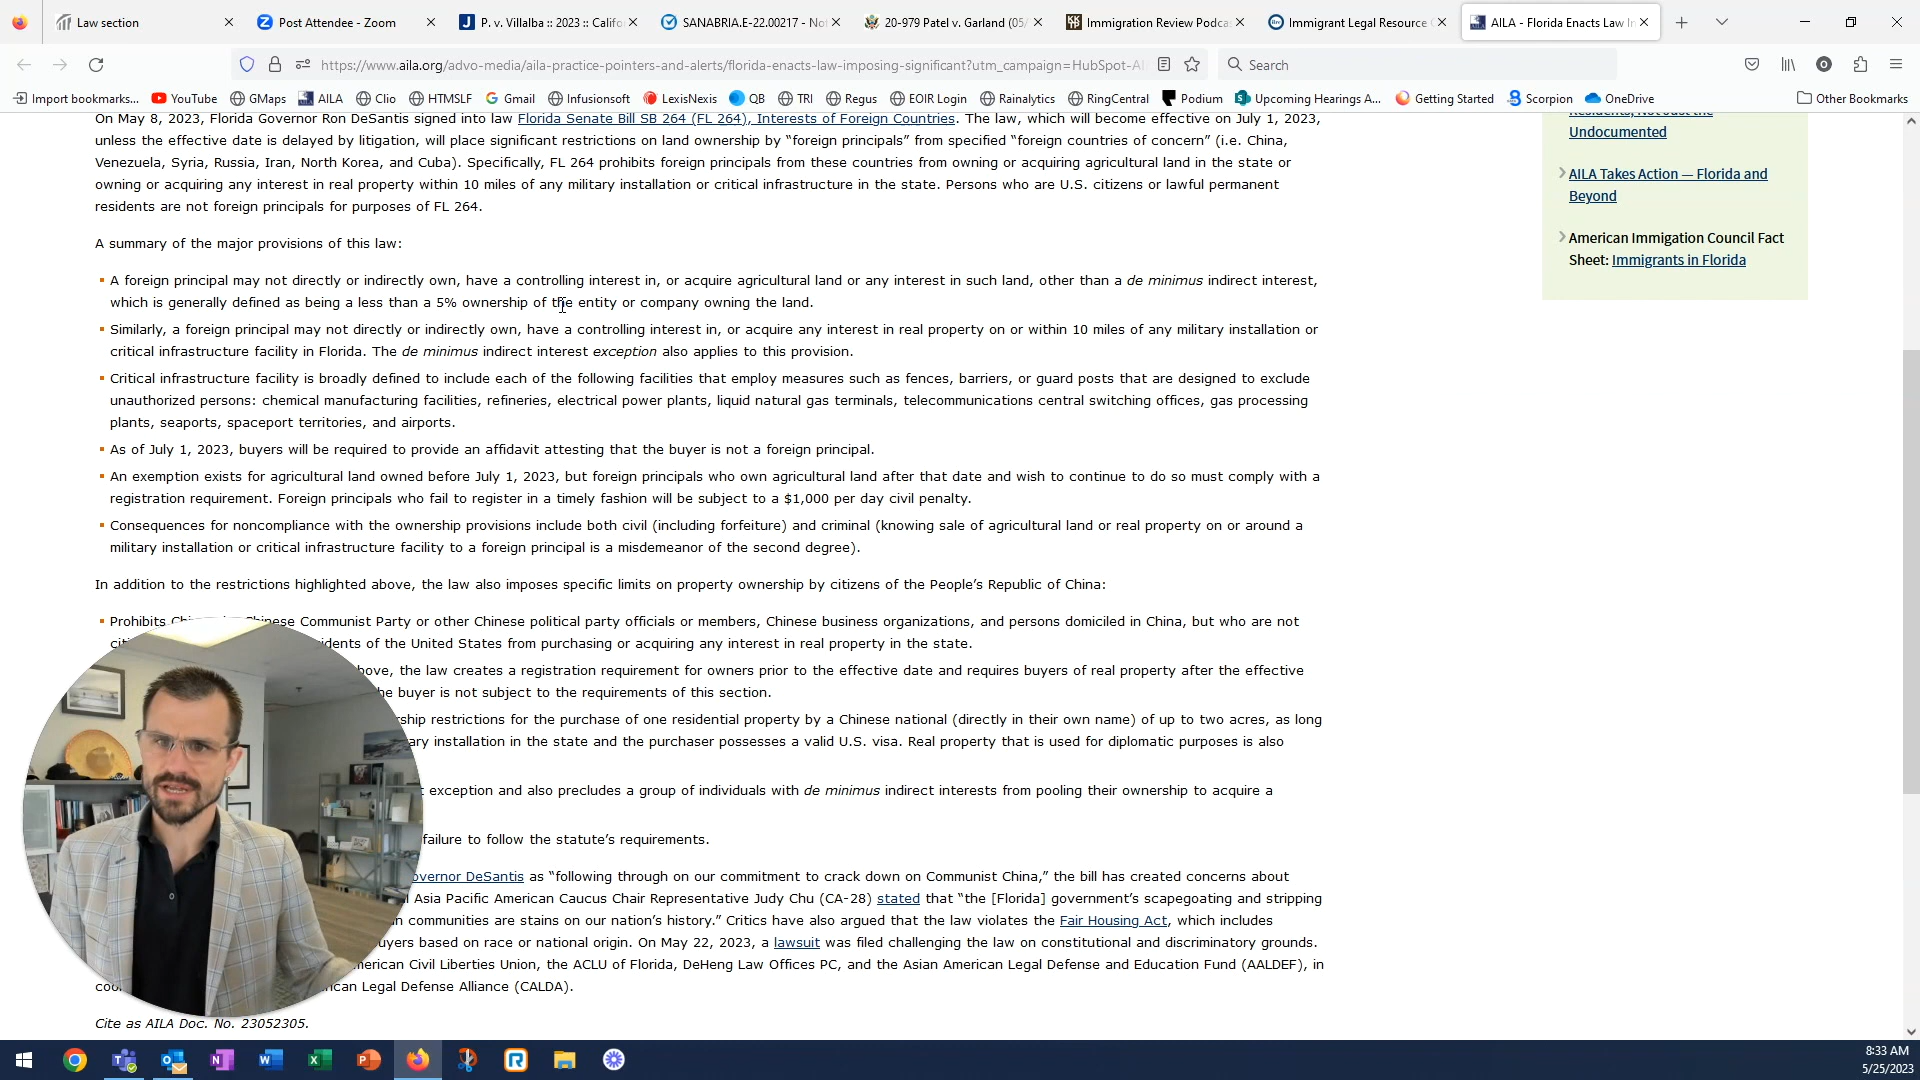 Law section
Post Attendee - Zoom
P. v. Villalba :: 2023 :: Califo
SANABRIA.E-22.00217 - No
20-979 Patel v. Garland (05/
Immigration Review Podca
Immigrant Legal Resource
AILA - Florida Enacts Law I
https://www.aila.org/advo-media/aila-practice-pointers-and-alerts/florida-enacts-law-imposing-significant?utm_campaign=HubSpot-AI
Search
Import bookmarks... YouTube GMaps AILA Clio HTMSLF Gmail Infusionsoft LexisNexis QB TRI Regus EOIR Login Rainalytics RingCentral Podium Upcoming Hearings A... Getting Started Scorpion OneDrive Other Bookmarks
On May 8, 2023, Florida Governor Ron DeSantis signed into law Florida Senate Bill SB 264 (FL 264), Interests of Foreign Countries. The law, which will become effective on July 1, 2023,
unless the effective date is delayed by litigation, will place significant restrictions on land ownership by “foreign principals” from specified “foreign countries of concern” (i.e. China,
Venezuela, Syria, Russia, Iran, North Korea, and Cuba). Specifically, FL 264 prohibits foreign principals from these countries from owning or acquiring agricultural land in the state or
owning or acquiring any interest in real property within 10 miles of any military installation or critical infrastructure in the state. Persons who are U.S. citizens or lawful permanent
residents are not foreign principals for purposes of FL 264.
A summary of the major provisions of this law:
A foreign principal may not directly or indirectly own, have a controlling interest in, or acquire agricultural land or any interest in such land, other than a de minimus indirect interest,
which is generally defined as being a less than a 5% ownership of the entity or company owning the land.
Similarly, a foreign principal may not directly or indirectly own, have a controlling interest in, or acquire any interest in real property on or within 10 miles of any military installation or
critical infrastructure facility in Florida. The de minimus indirect interest exception also applies to this provision.
Critical infrastructure facility is broadly defined to include each of the following facilities that employ measures such as fences, barriers, or guard posts that are designed to exclude
unauthorized persons: chemical manufacturing facilities, refineries, electrical power plants, liquid natural gas terminals, telecommunications central switching offices, gas processing
plants, seaports, spaceport territories, and airports.
As of July 1, 2023, buyers will be required to provide an affidavit attesting that the buyer is not a foreign principal.
An exemption exists for agricultural land owned before July 1, 2023, but foreign principals who own agricultural land after that date and wish to continue to do so must comply with a
registration requirement. Foreign principals who fail to register in a timely fashion will be subject to a $1,000 per day civil penalty.
Consequences for noncompliance with the ownership provisions include both civil (including forfeiture) and criminal (knowing sale of agricultural land or real property on or around a
military installation or critical infrastructure facility to a foreign principal is a misdemeanor of the second degree).
In addition to the restrictions highlighted above, the law also imposes specific limits on property ownership by citizens of the People’s Republic of China:
Prohibits Chinese Communist Party or other Chinese political party officials or members, Chinese business organizations, and persons domiciled in China, but who are not
of the United States from purchasing or acquiring any interest in real property in the state.
the law creates a registration requirement for owners prior to the effective date and requires buyers of real property after the effective
the buyer is not subject to the requirements of this section.
restrictions for the purchase of one residential property by a Chinese national (directly in their own name) of up to two acres, as long
installation in the state and the purchaser possesses a valid U.S. visa. Real property that is used for diplomatic purposes is also
exception and also precludes a group of individuals with de minimus indirect interests from pooling their ownership to acquire a
failure to follow the statute’s requirements.
Governor DeSantis as “following through on our commitment to crack down on Communist China,” the bill has created concerns about
Asia Pacific American Caucus Chair Representative Judy Chu (CA-28) stated that “the [Florida] government’s scapegoating and stripping
communities are stains on our nation’s history.” Critics have also argued that the law violates the Fair Housing Act, which includes
buyers based on race or national origin. On May 22, 2023, a lawsuit was filed challenging the law on constitutional and discriminatory grounds.
American Civil Liberties Union, the ACLU of Florida, DeHeng Law Offices PC, and the Asian American Legal Defense and Education Fund (AALDEF), in
Legal Defense Alliance (CALDA).
Cite as AILA Doc. No. 23052305.
Residents, Not Just the
Undocumented
AILA Takes Action — Florida and
Beyond
American Immigation Council Fact
Sheet: Immigrants in Florida
8:33 AM
5/25/2023